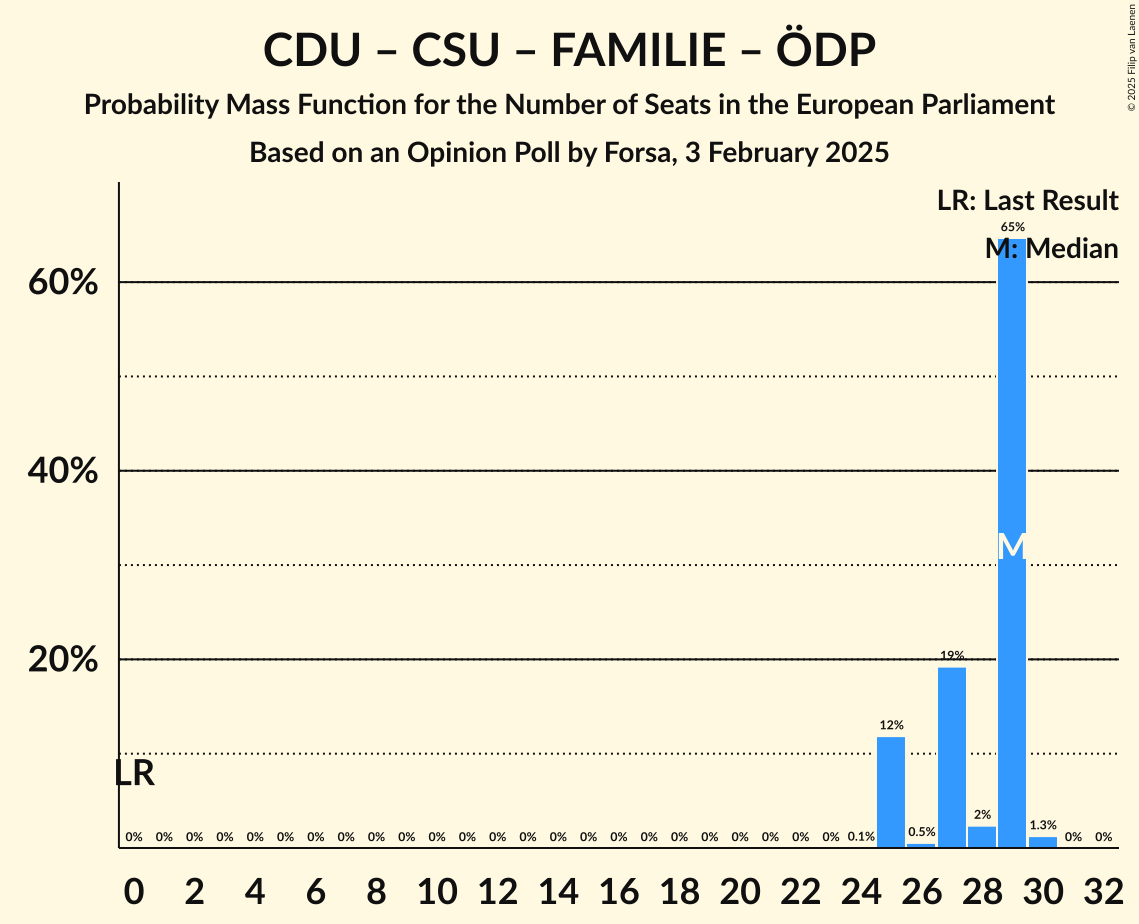 CDU – CSU – FAMILIE – ÖDP
Probability Mass Function for the Number of Seats in the European Parliament
Based on an Opinion Poll by Forsa, 3 February 2025
© 2025 Filip van Laenen
LR: Last Result
M: Median
65%
60%
40%
M
20%
19%
12%
LR
0% 0% 0% 0% 0% 0% 0% 0% 0% 0% 0% 0% 0% 0% 0% 0% 0% 0% 0% 0% 0% 0% 0% 0% 0.1% 0.5% 2% 1.3% 0% 0%
0 2 4 6 8 10 12 14 16 18 20 22 24 26 28 30 32